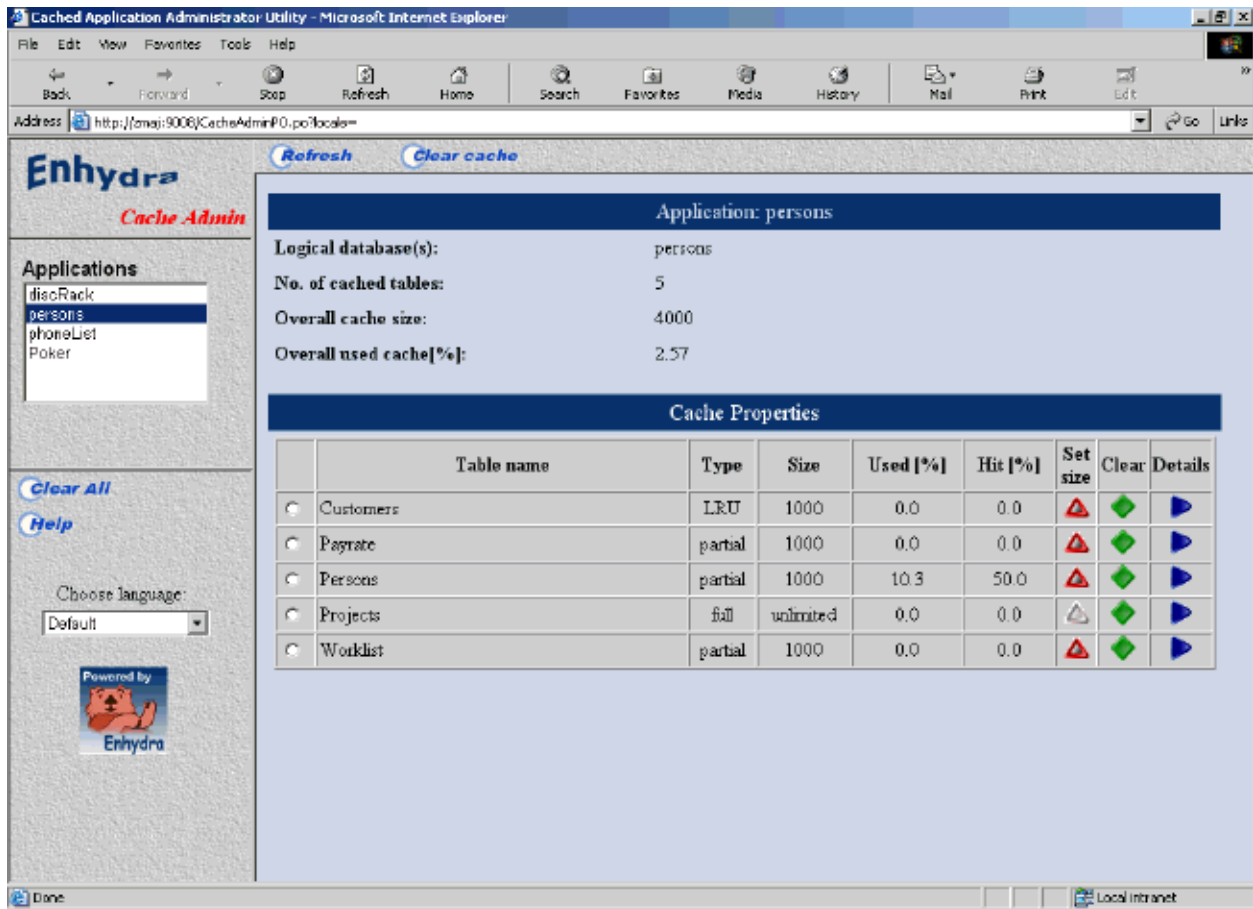 Cached Application Administrator Utility - Microsoft Internet Explorer
File Edit View Favorites Tools Help
Back Forward Stop Refresh Home Search Favorites Media History Mail Print Edit
Address http://zmaj:9008/CacheAdminPO.po?locale= Go Links
Enhydra
Cache Admin
Refresh Clear cache
Applications
discRack
persons
phoneList
Poker
Clear All
Help
Choose language:
Default
Powered by
Enhydra
Application: persons
Logical database(s): persons
No. of cached tables: 5
Overall cache size: 4000
Overall used cache[%]: 2.57
Cache Properties
Table name Type Size Used [%] Hit [%] Set size Clear Details
Customers LRU 1000 0.0 0.0
Payrate partial 1000 0.0 0.0
Persons partial 1000 10.3 50.0
Projects full unlimited 0.0 0.0
Worklist partial 1000 0.0 0.0
Done Local intranet